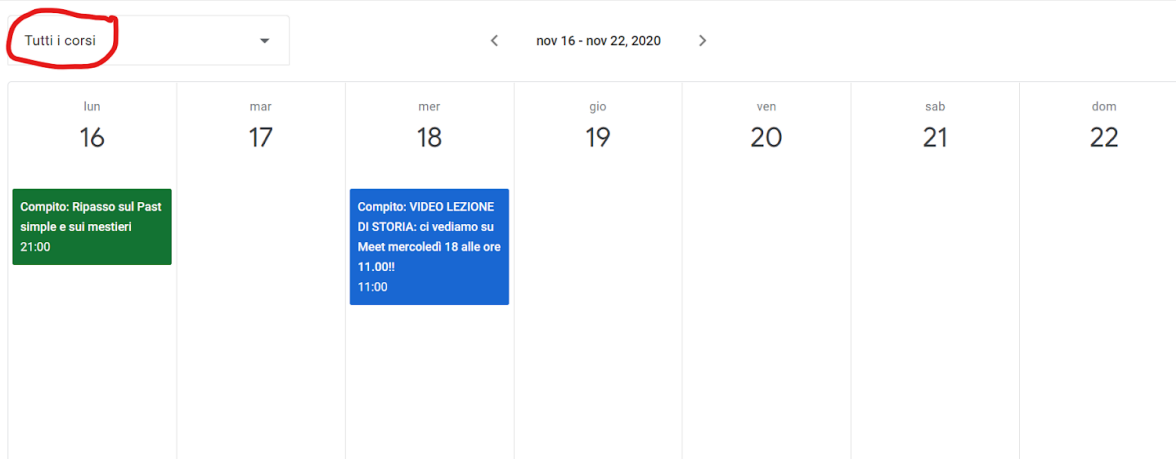 Tutti i corsi
nov 16 - nov 22, 2020
lun
16
mar
17
mer
18
gio
19
ven
20
sab
21
dom
22
Compito: Ripasso sul Past
simple e sui mestieri
21:00
Compito: VIDEO LEZIONE
DI STORIA: ci vediamo su
Meet mercoledì 18 alle ore
11.00!!
11:00